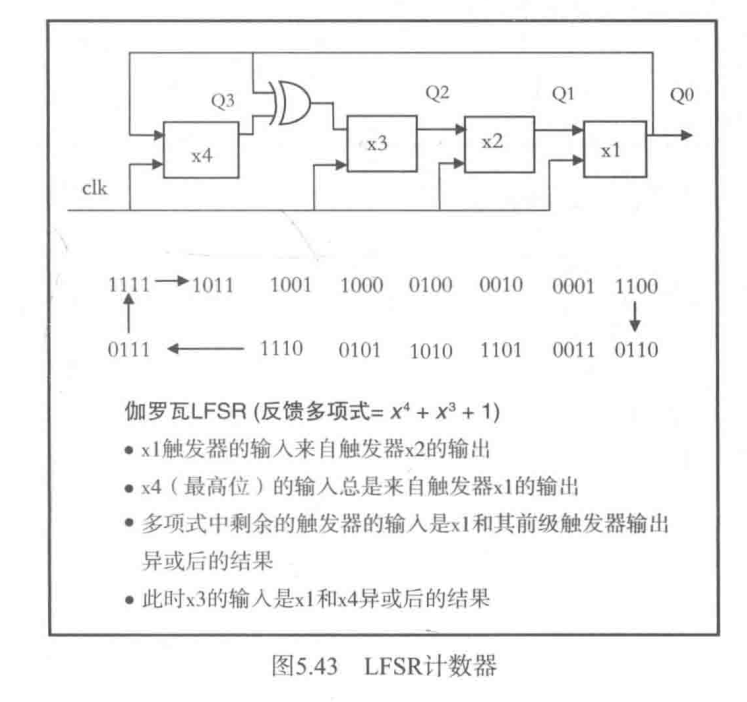 Q3 Q2 Q1 Q0
x4 x3 x2 x1
clk
1111 1011 1001 1000 0100 0010 0001 1100
0111 1110 0101 1010 1101 0011 0110
伽罗瓦LFSR (反馈多项式= x⁴ + x³ + 1)
• x1触发器的输入来自触发器x2的输出
• x4（最高位）的输入总是来自触发器x1的输出
• 多项式中剩余的触发器的输入是x1和其前级触发器输出
异或后的结果
• 此时x3的输入是x1和x4异或后的结果
图5.43 LFSR计数器